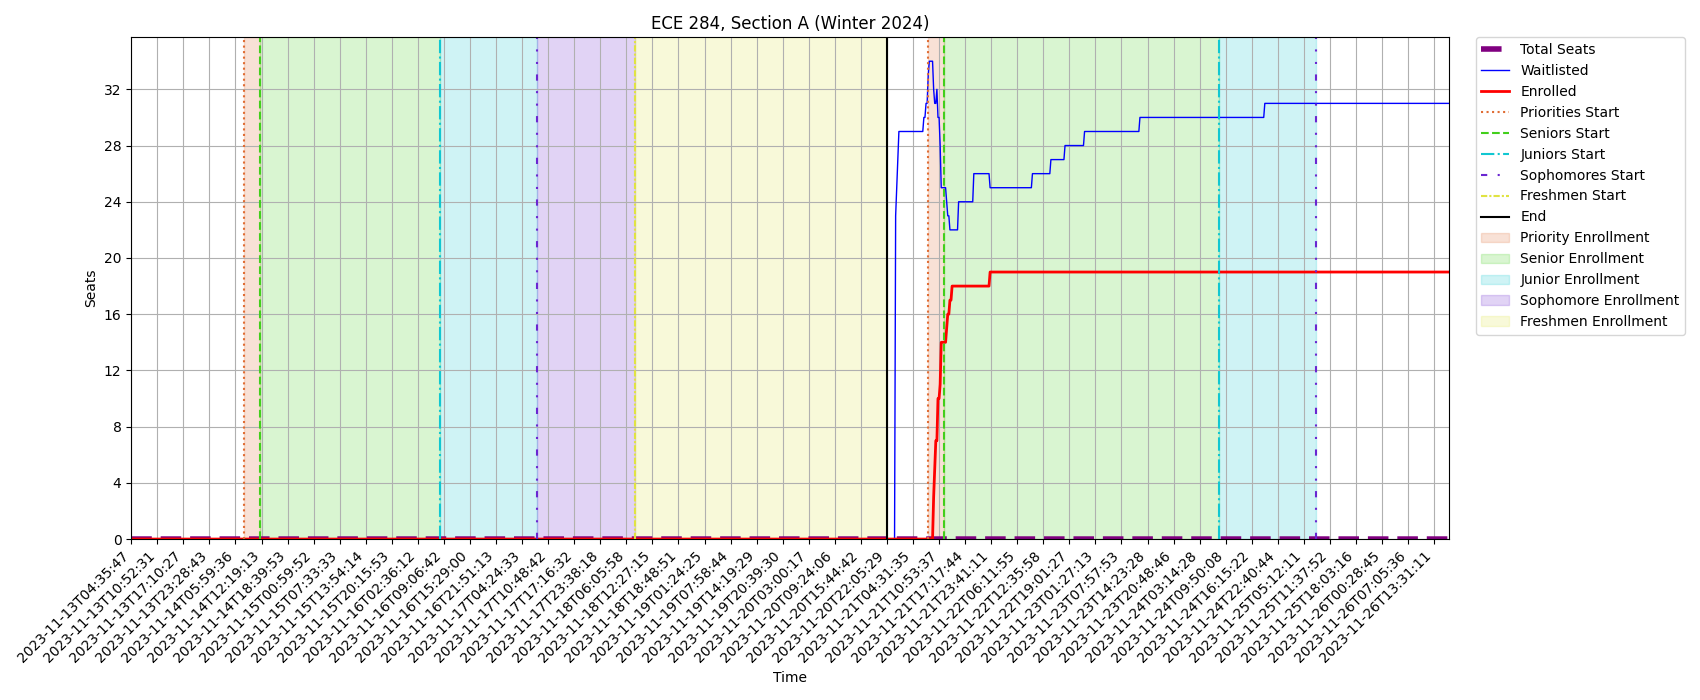 ECE 284, Section A (Winter 2024)
Seats
32
28
24
20
16
12
8
4
0
2023-11-13T04:35:47
2023-11-13T10:52:31
2023-11-13T17:10:27
2023-11-13T23:28:43
2023-11-14T05:59:36
2023-11-14T12:19:13
2023-11-14T18:39:53
2023-11-15T00:59:52
2023-11-15T07:33:33
2023-11-15T13:54:14
2023-11-15T20:15:53
2023-11-16T02:36:12
2023-11-16T09:06:42
2023-11-16T15:29:00
2023-11-16T21:51:13
2023-11-17T04:24:33
2023-11-17T10:48:42
2023-11-17T17:16:32
2023-11-17T23:38:18
2023-11-18T06:05:58
2023-11-18T12:27:15
2023-11-18T18:48:51
2023-11-19T01:24:25
2023-11-19T07:58:44
2023-11-19T14:19:29
2023-11-19T20:39:30
2023-11-20T03:00:17
2023-11-20T09:24:06
2023-11-20T15:44:42
2023-11-20T22:05:29
2023-11-21T04:31:35
2023-11-21T10:53:37
2023-11-21T17:17:44
2023-11-21T23:41:11
2023-11-22T06:11:55
2023-11-22T12:35:58
2023-11-22T19:01:27
2023-11-23T01:27:13
2023-11-23T07:57:53
2023-11-23T14:23:28
2023-11-23T20:48:46
2023-11-24T03:14:28
2023-11-24T09:50:08
2023-11-24T16:15:22
2023-11-24T22:40:44
2023-11-25T05:12:11
2023-11-25T11:37:52
2023-11-25T18:03:16
2023-11-26T00:28:45
2023-11-26T07:05:36
2023-11-26T13:31:11
Time
Total Seats
Waitlisted
Enrolled
Priorities Start
Seniors Start
Juniors Start
Sophomores Start
Freshmen Start
End
Priority Enrollment
Senior Enrollment
Junior Enrollment
Sophomore Enrollment
Freshmen Enrollment